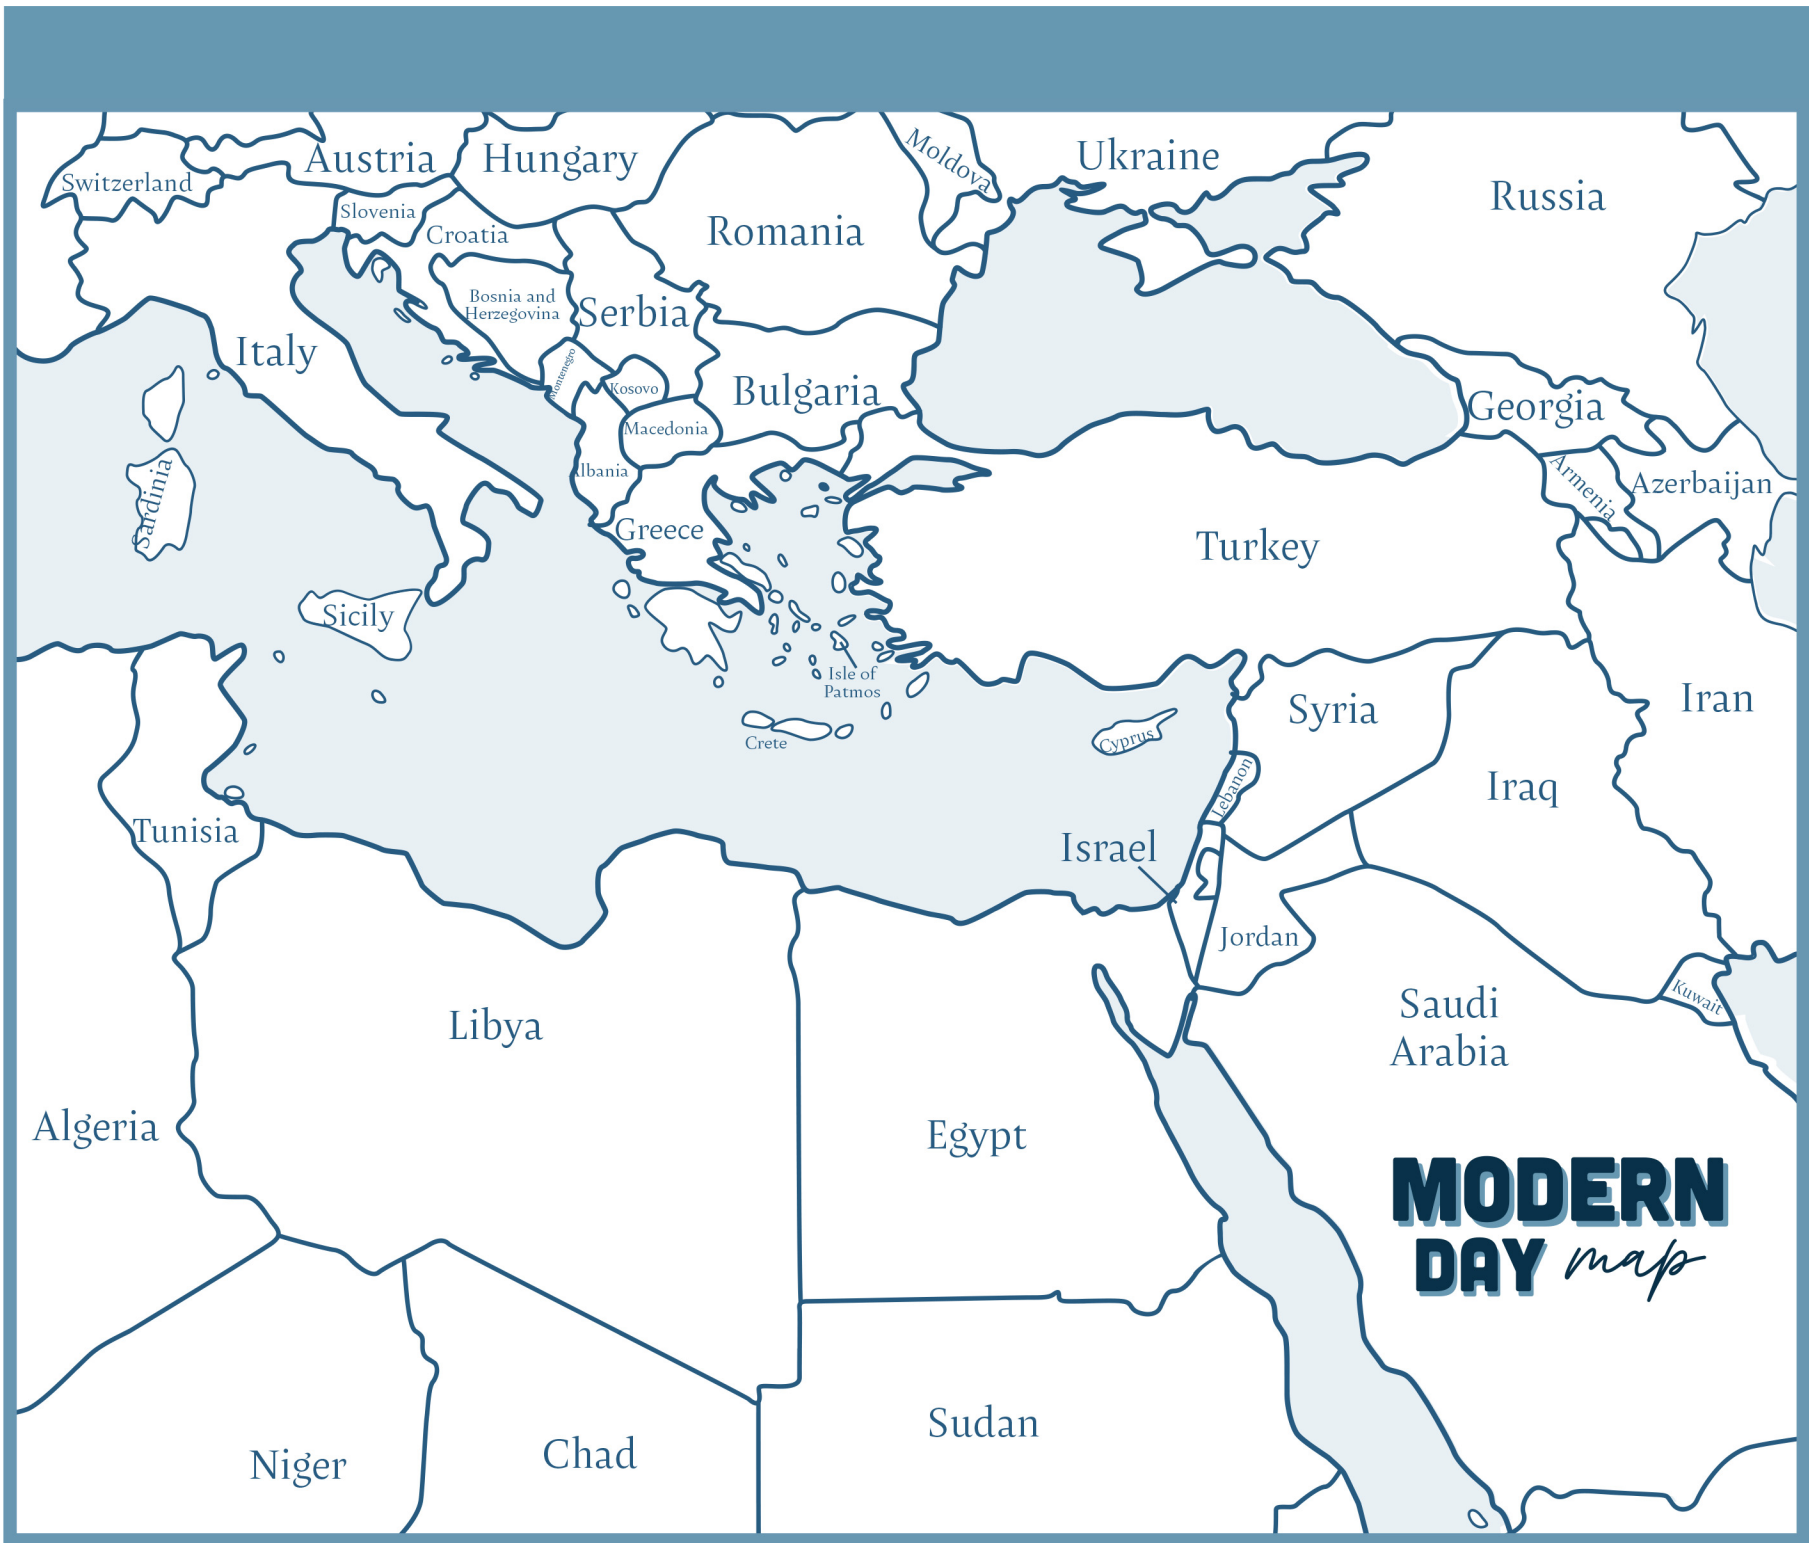 Austria
Hungary
Moldova
Ukraine
Russia
Switzerland
Slovenia
Croatia
Romania
Bosnia and
Herzegovina
Serbia
Italy
Montenegro
Kosovo
Bulgaria
Georgia
Macedonia
lbania
Armenia
Azerbaijan
Sardinia
Greece
Turkey
Sicily
Isle of
Patmos
Crete
Cyprus
Syria
Iran
Lebanon
Iraq
Tunisia
Israel
Jordan
Kuwait
Saudi
Arabia
Libya
Algeria
Egypt
MODERN
DAY map
Sudan
Niger
Chad